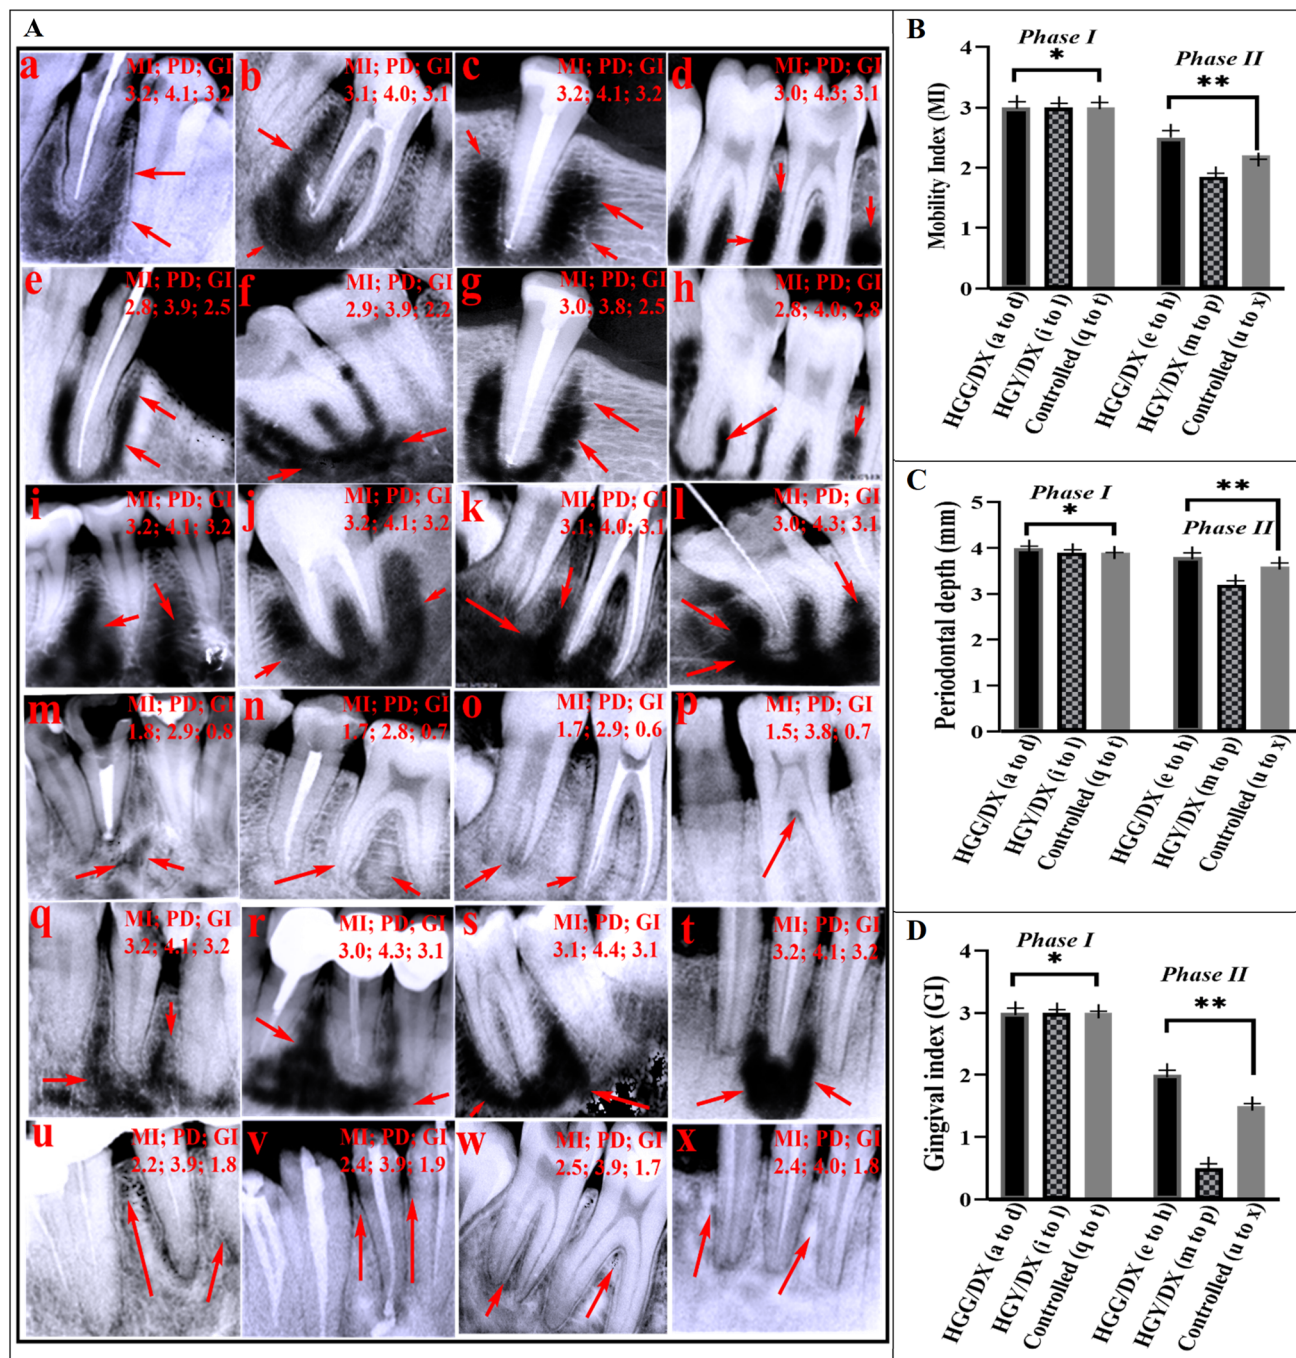 A
a
MI; PD; GI
3.2; 4.1; 3.2
b
MI; PD; GI
3.1; 4.0; 3.1
c
MI; PD; GI
3.2; 4.1; 3.2
d
MI; PD; GI
3.0; 4.3; 3.1
e
MI; PD; GI
2.8; 3.9; 2.5
f
MI; PD; GI
2.9; 3.9; 2.2
g
MI; PD; GI
3.0; 3.8; 2.5
h
MI; PD; GI
2.8; 4.0; 2.8
i
MI; PD; GI
3.2; 4.1; 3.2
j
MI; PD; GI
3.2; 4.1; 3.2
k
MI; PD; GI
3.1; 4.0; 3.1
l
MI; PD; GI
3.0; 4.3; 3.1
m
MI; PD; GI
1.8; 2.9; 0.8
n
MI; PD; GI
1.7; 2.8; 0.7
o
MI; PD; GI
1.7; 2.9; 0.6
p
MI; PD; GI
1.5; 3.8; 0.7
q
MI; PD; GI
3.2; 4.1; 3.2
r
MI; PD; GI
3.0; 4.3; 3.1
s
MI; PD; GI
3.1; 4.4; 3.1
t
MI; PD; GI
3.2; 4.1; 3.2
u
MI; PD; GI
2.2; 3.9; 1.8
v
MI; PD; GI
2.4; 3.9; 1.9
w
MI; PD; GI
2.5; 3.9; 1.7
x
MI; PD; GI
2.4; 4.0; 1.8
B
Mobility Index (MI)
4
3
2
1
0
Phase I
*
Phase II
**
HGG/DX (a to d)
HGY/DX (i to l)
Controlled (q to t)
HGG/DX (e to h)
HGY/DX (m to p)
Controlled (u to x)
C
Periodontal depth (mm)
5
4
3
2
1
0
Phase I
*
**
Phase II
HGG/DX (a to d)
HGY/DX (i to l)
Controlled (q to t)
HGG/DX (e to h)
HGY/DX (m to p)
Controlled (u to x)
D
Gingival index (GI)
4
3
2
1
0
Phase I
*
Phase II
**
HGG/DX (a to d)
HGY/DX (i to l)
Controlled (q to t)
HGG/DX (e to h)
HGY/DX (m to p)
Controlled (u to x)